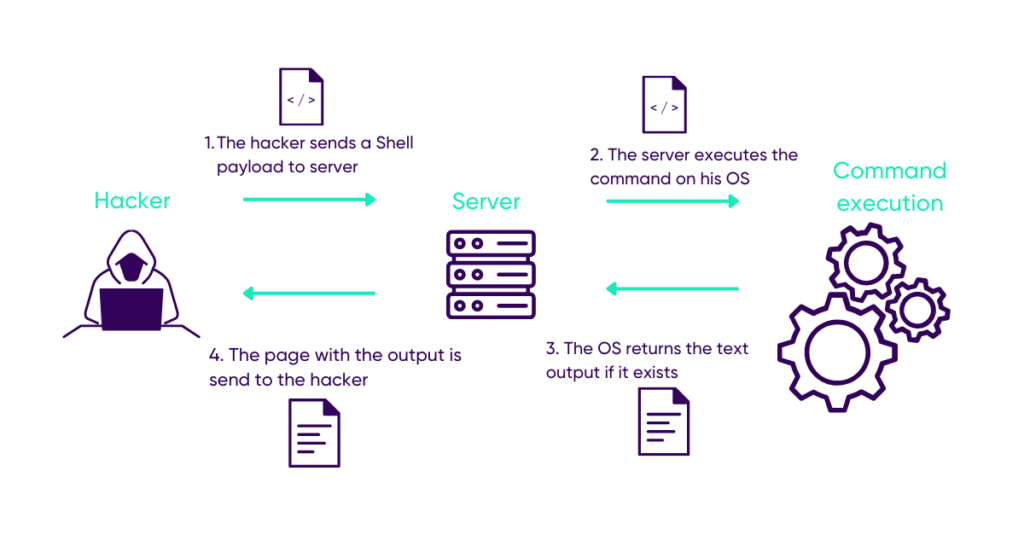 </>
</>
1.The hacker sends a Shell
payload to server
2. The server executes the
command on his OS
Hacker
Server
Command
execution
4. The page with the output is
send to the hacker
3. The OS returns the text
output if it exists